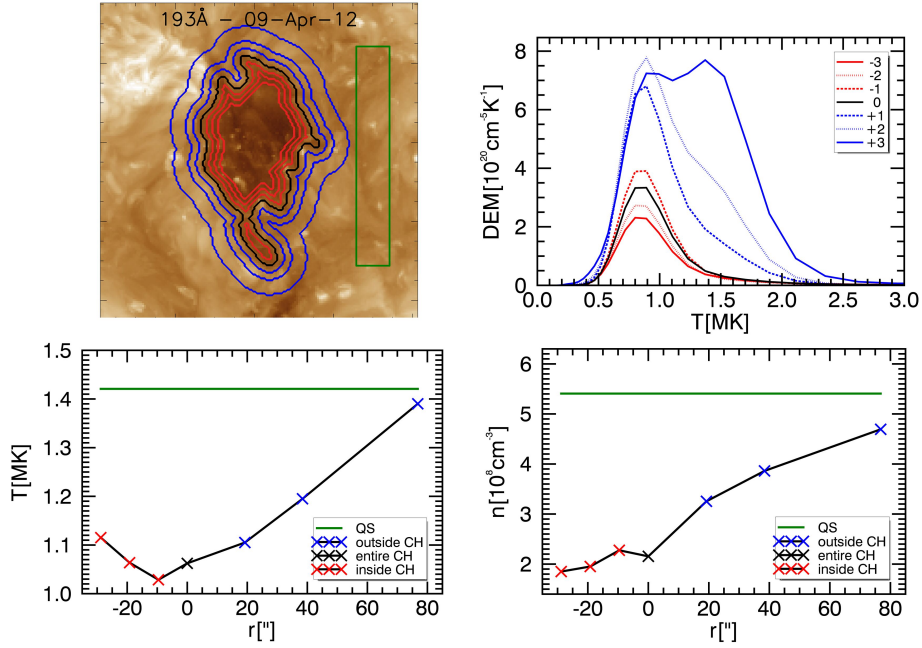 193Å - 09-Apr-12
DEM[10²⁰cm⁻⁵K⁻¹]
8
6
4
2
0
0.0 0.5 1.0 1.5 2.0 2.5 3.0
T[MK]
-3
-2
-1
0
+1
+2
+3
T[MK]
1.5
1.4
1.3
1.2
1.1
1.0
-20 0 20 40 60 80
r["]
QS
outside CH
entire CH
inside CH
n[10⁸cm⁻³]
6
5
4
3
2
-20 0 20 40 60 80
r["]
QS
outside CH
entire CH
inside CH